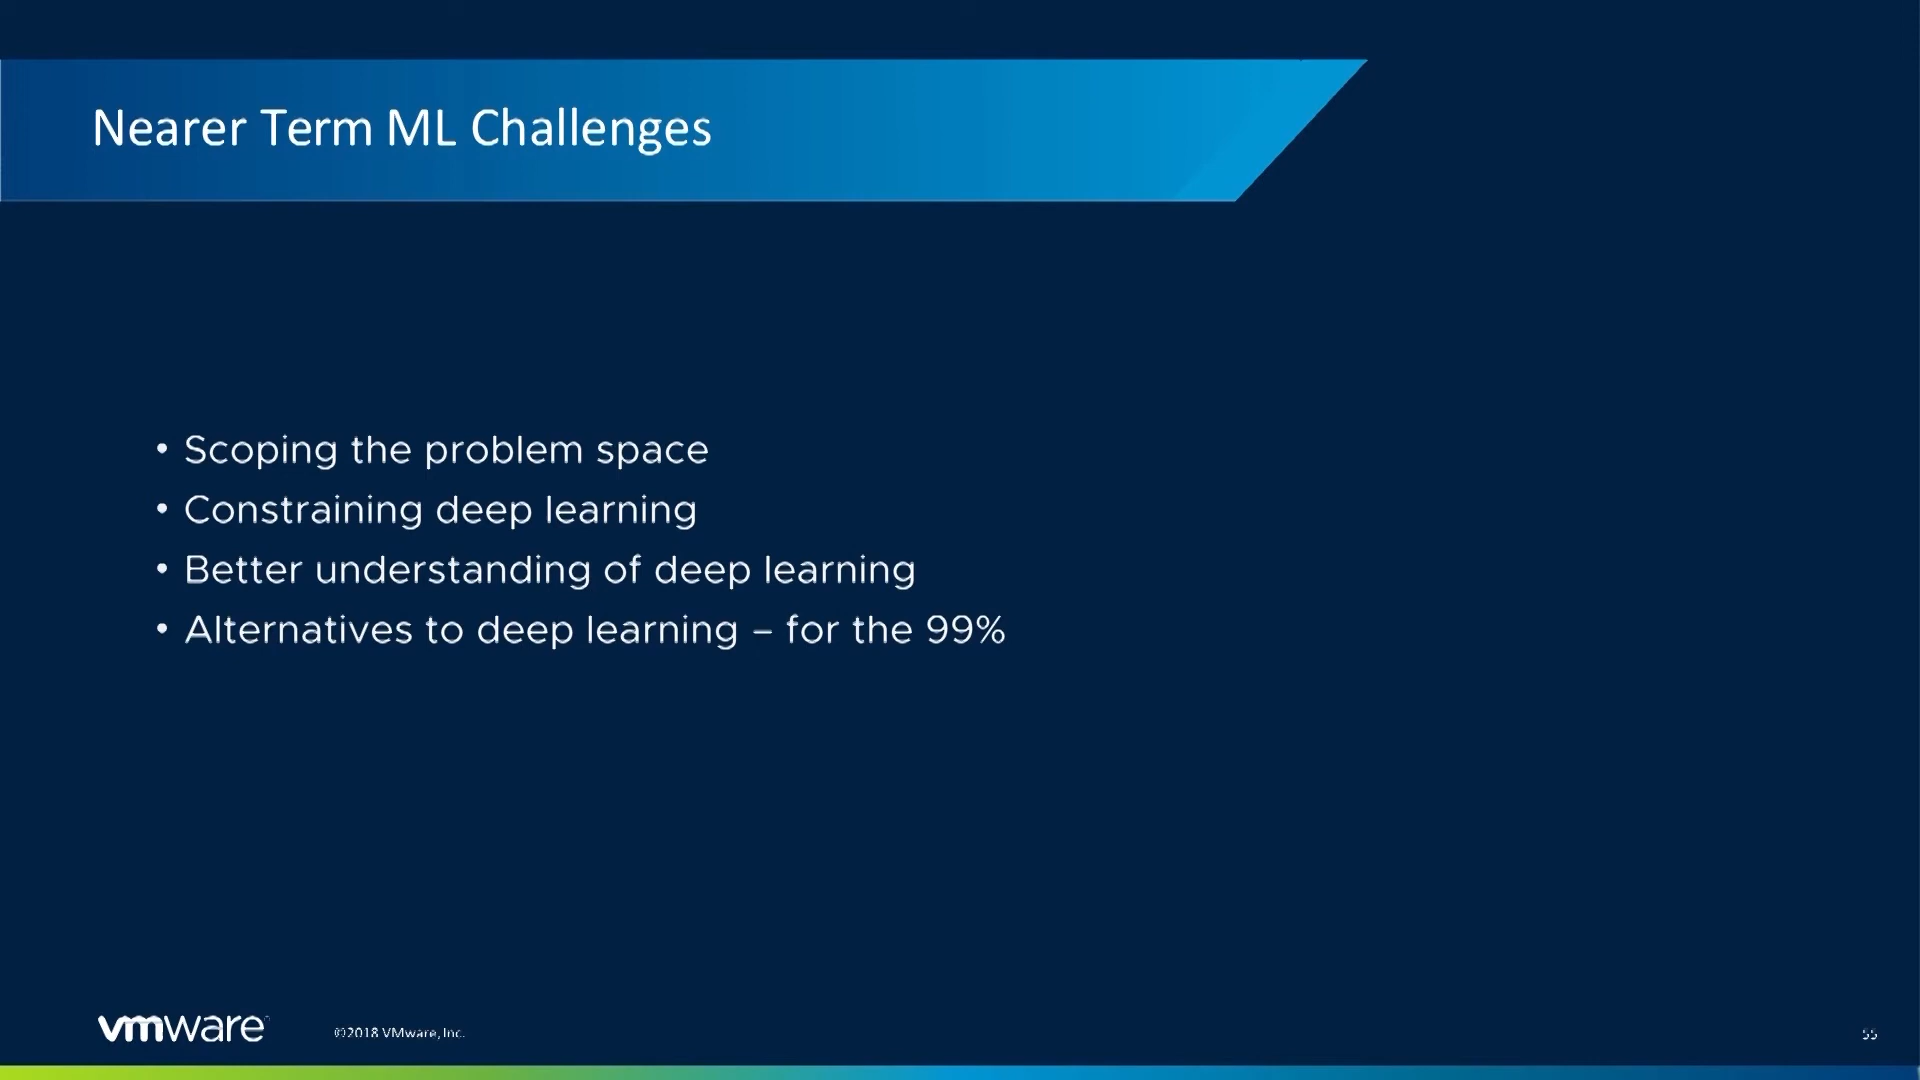 Nearer Term ML Challenges
• Scoping the problem space
• Constraining deep learning
• Better understanding of deep learning
• Alternatives to deep learning – for the 99%
vmware
©2018 VMware, Inc.
55